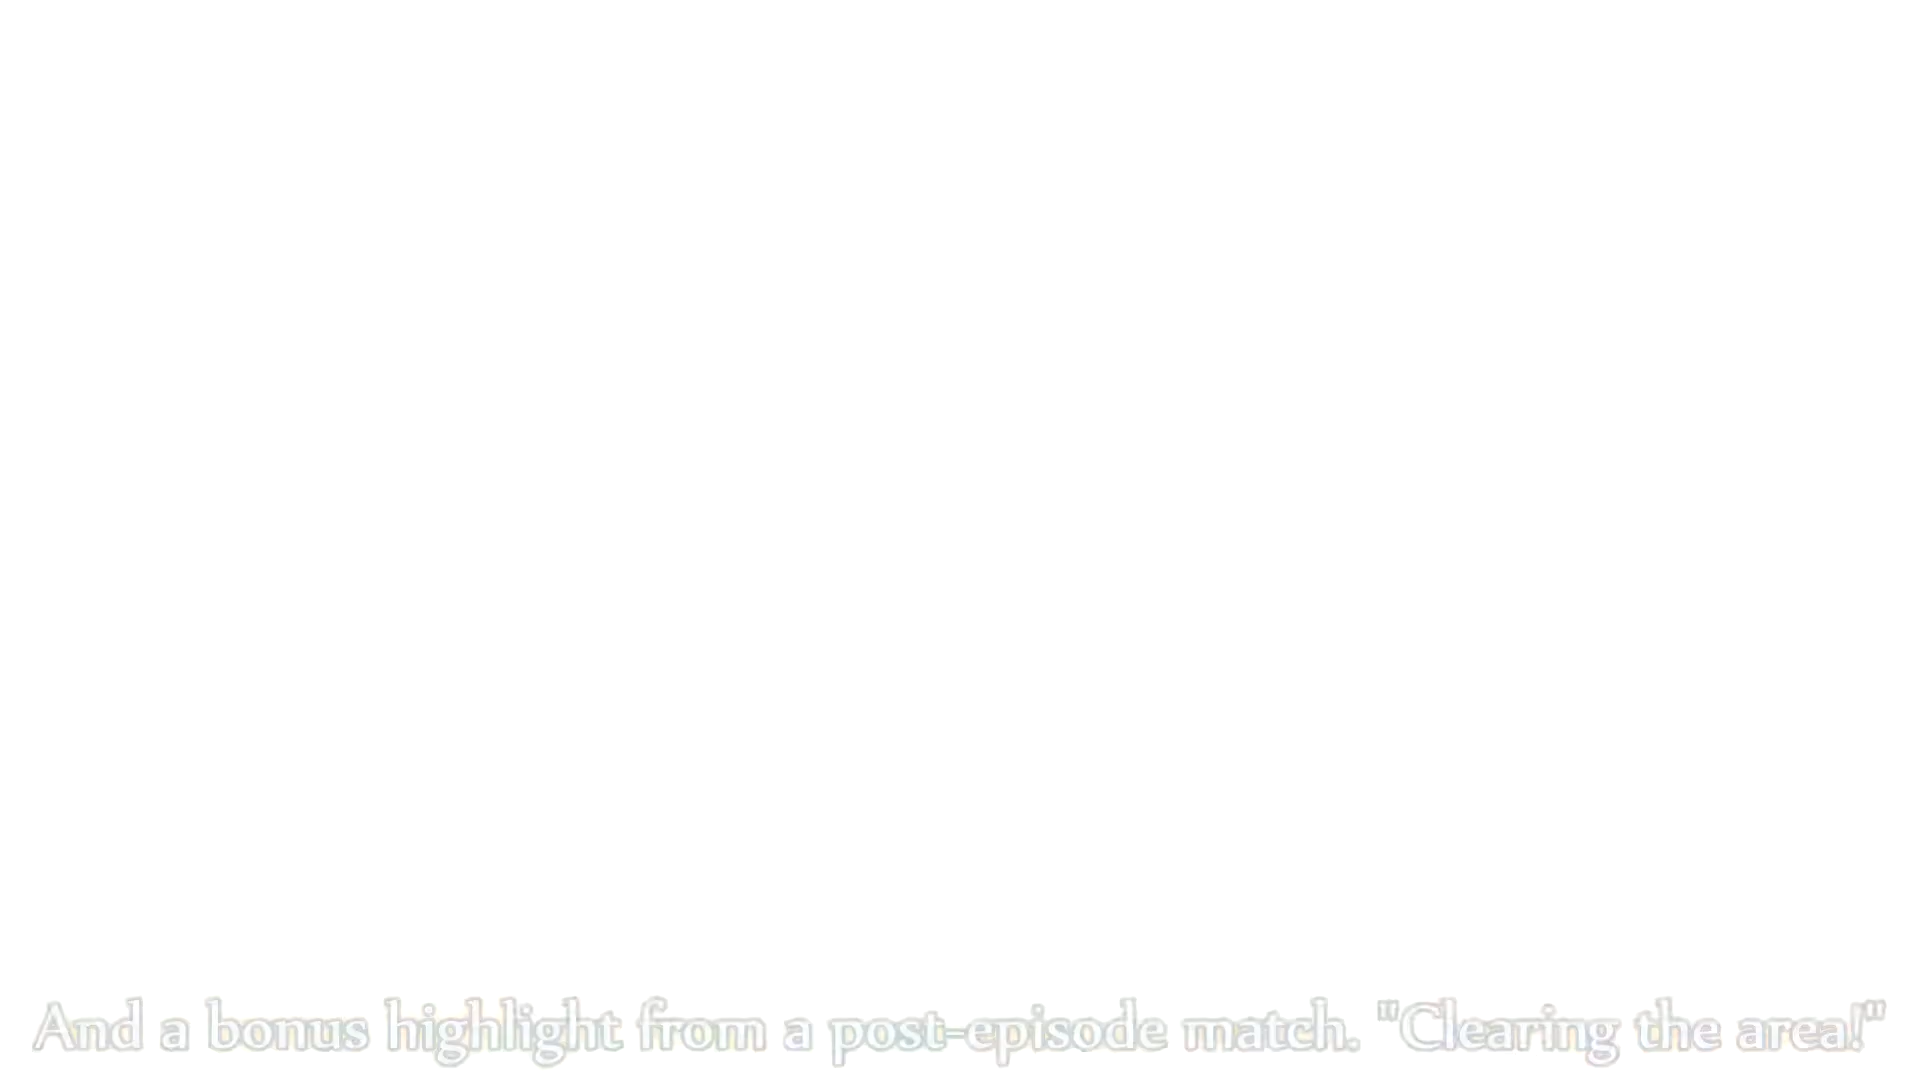 And a bonus highlight from a post-episode match. "Clearing the area!"